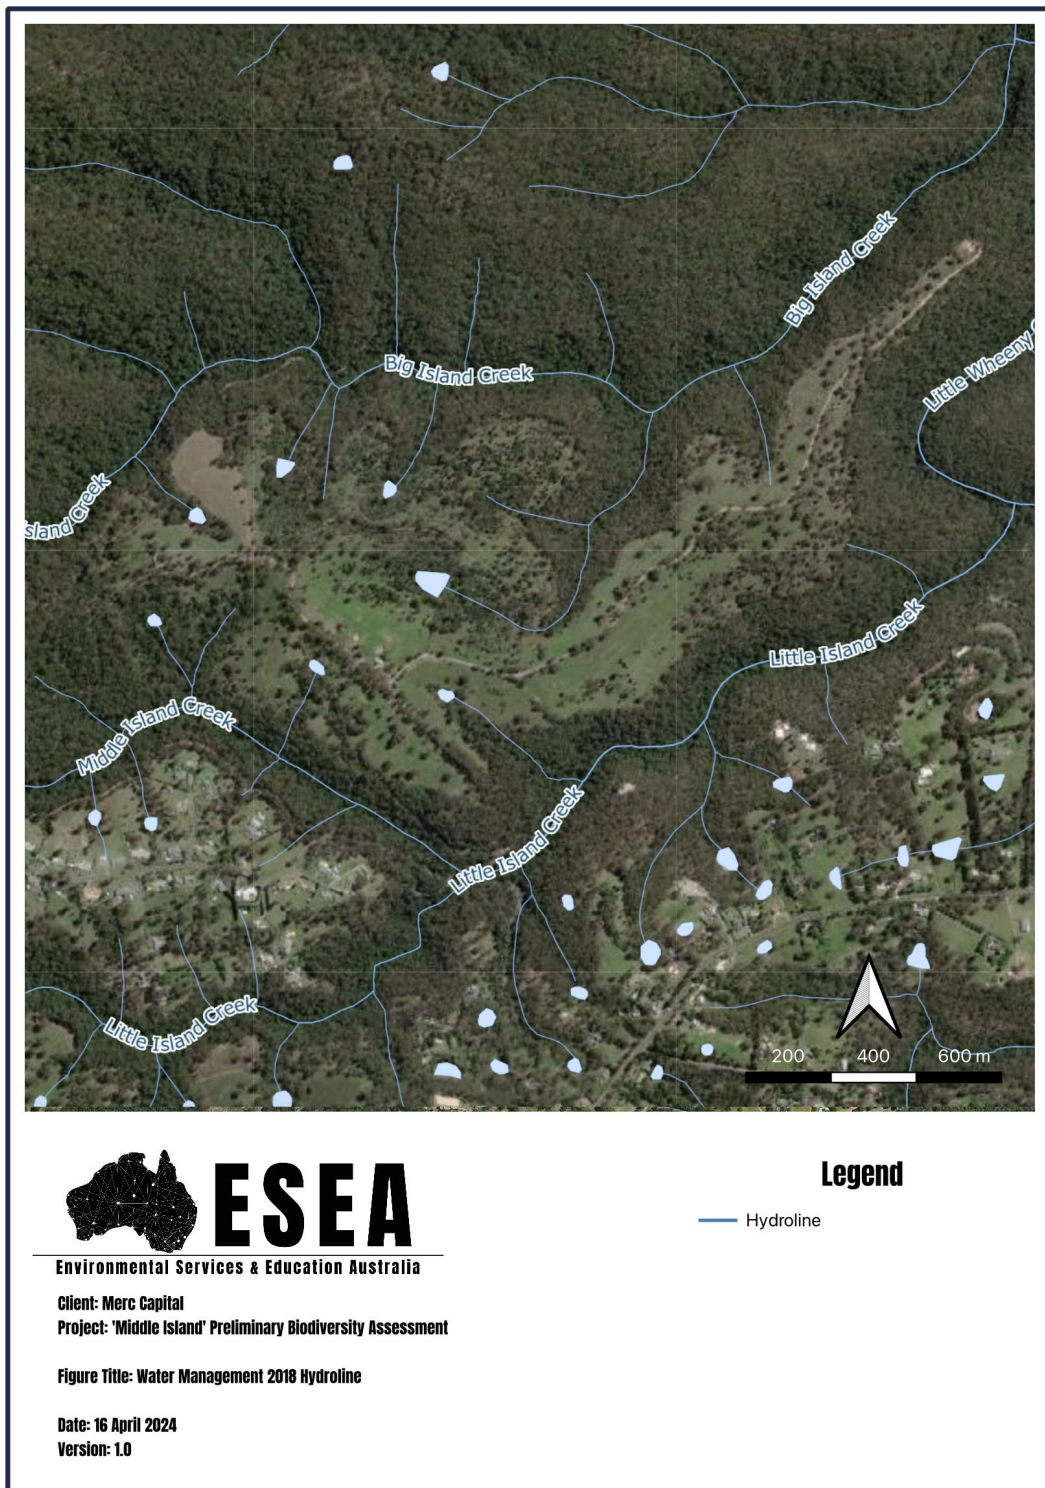 Big Island Creek
Little Wheeny
Big Island Creek
sland Creek
Little Island Creek
Middle Island Creek
Little Island Creek
Little Island Creek
200 400 600 m
ESEA
Environmental Services & Education Australia
Legend
Hydroline
Client: Merc Capital
Project: 'Middle Island' Preliminary Biodiversity Assessment
Figure Title: Water Management 2018 Hydroline
Date: 16 April 2024
Version: 1.0